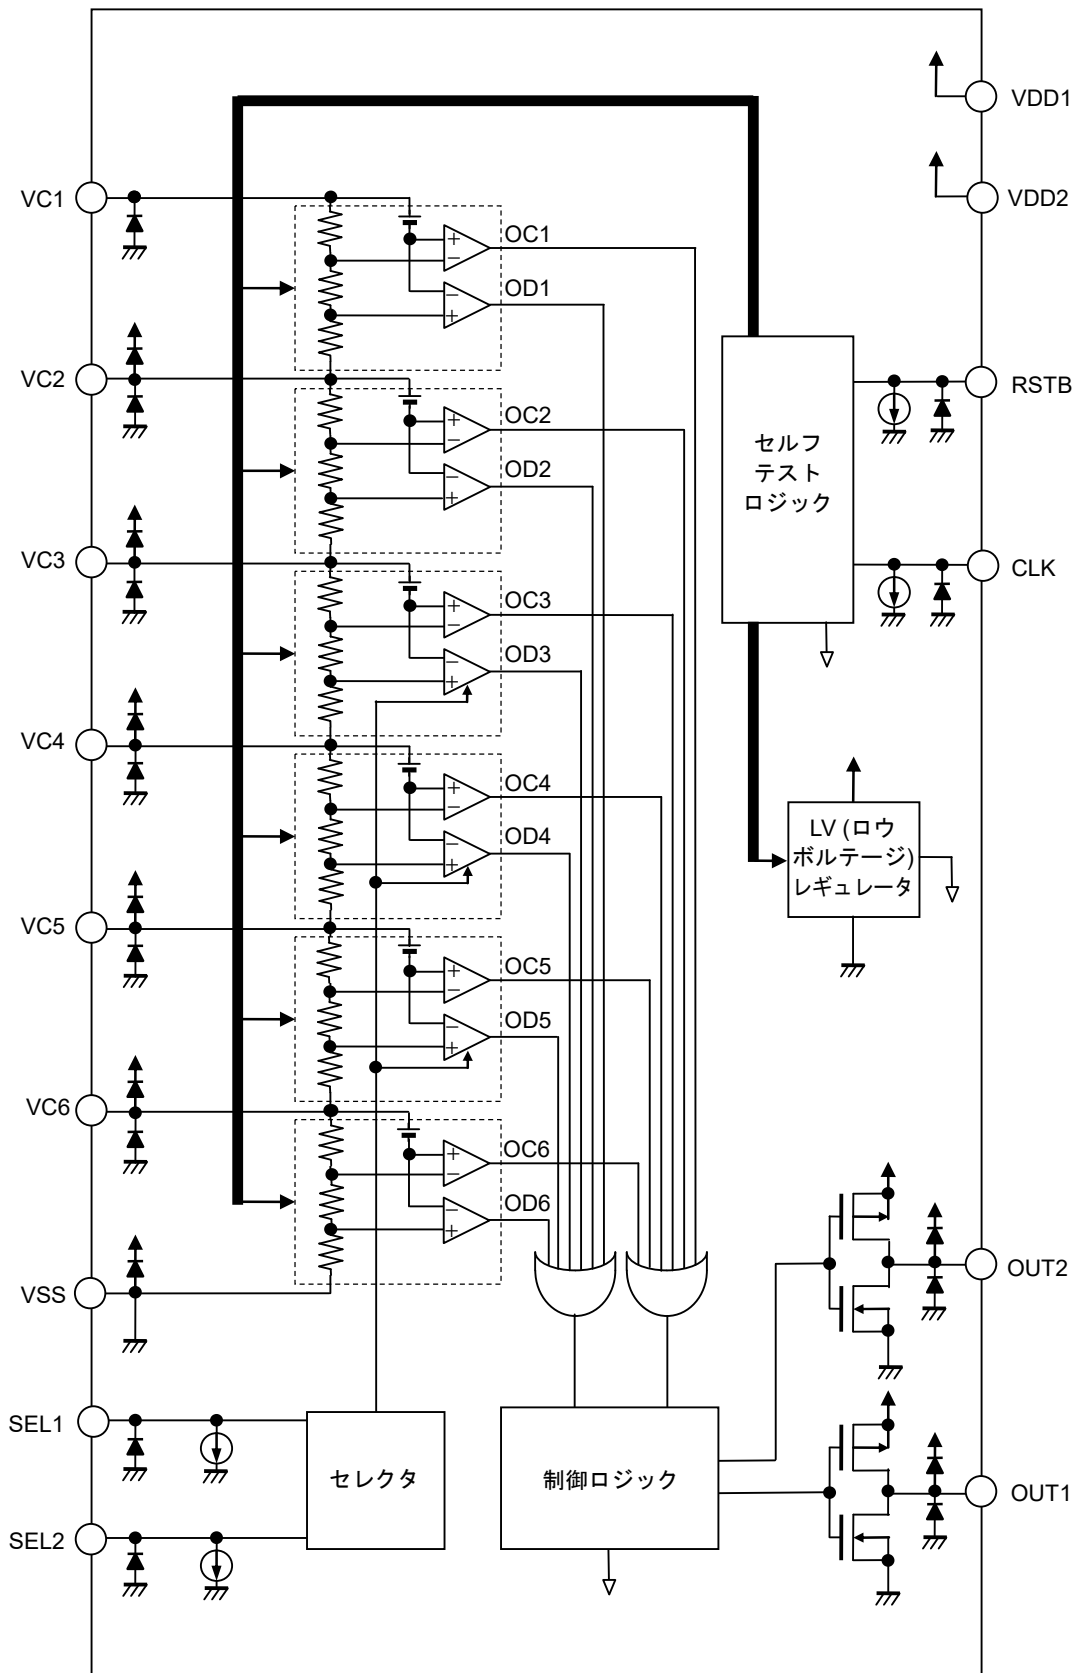 VDD1
VDD2
VC1
OC1
OD1
VC2
RSTB
OC2
OD2
セルフ
テスト
ロジック
VC3
CLK
OC3
OD3
VC4
OC4
OD4
LV (ロウ
ボルテージ)
レギュレータ
VC5
OC5
OD5
VC6
OC6
OD6
VSS
OUT2
SEL1
セレクタ
制御ロジック
OUT1
SEL2